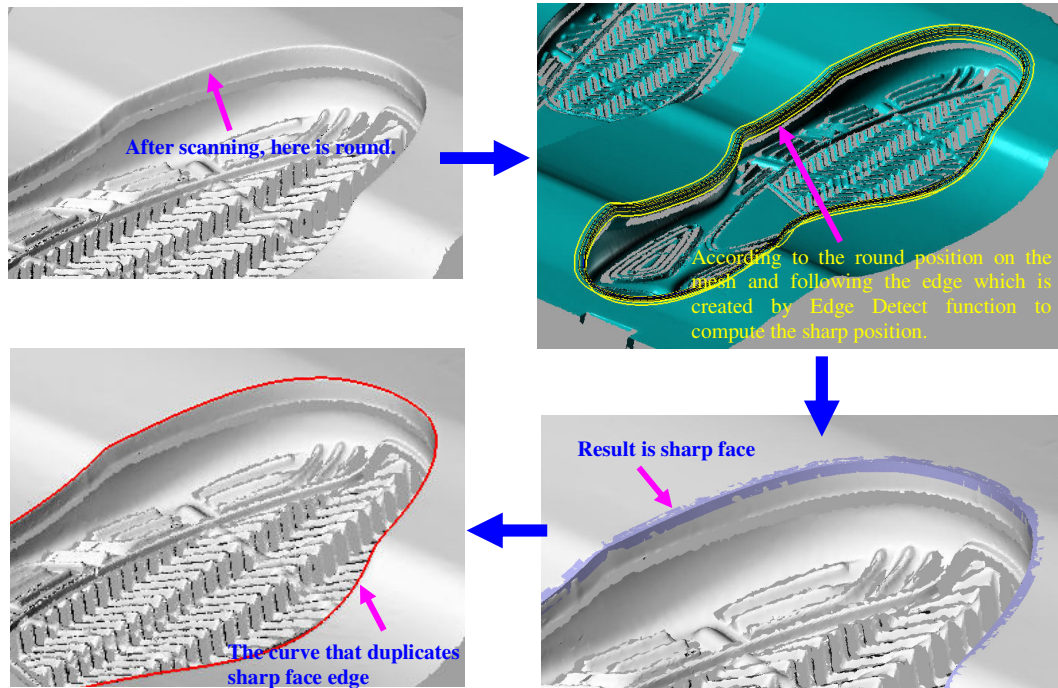 After scanning, here is round.
According to the round position on the
mesh and following the edge which is
created by Edge Detect function to
compute the sharp position.
Result is sharp face
The curve that duplicates
sharp face edge